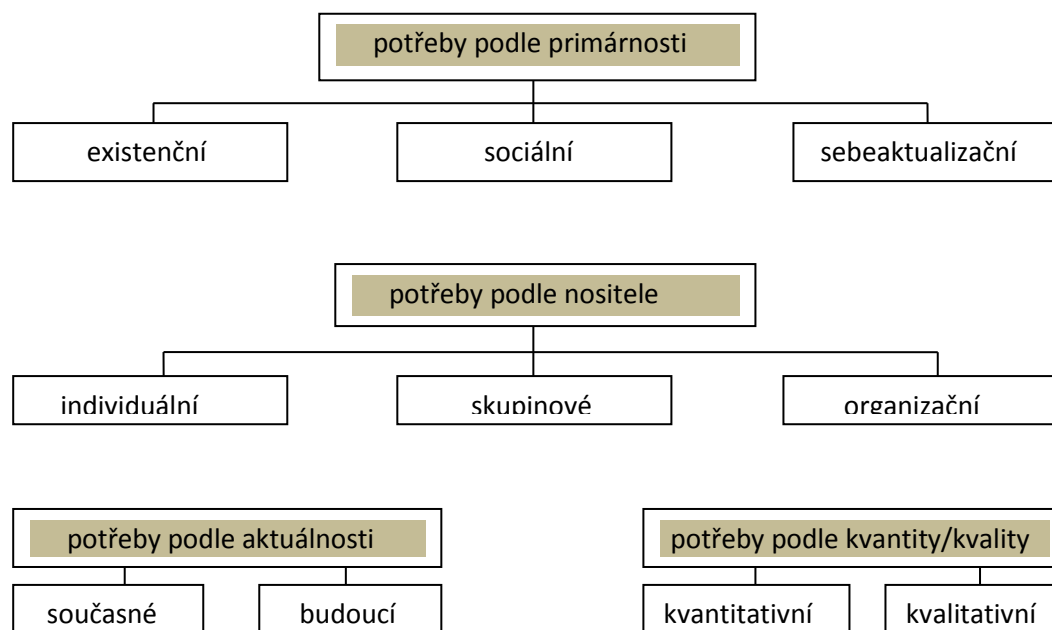 potřeby podle primárnosti
existenční sociální sebeaktualizační
potřeby podle nositele
individuální skupinové organizační
potřeby podle aktuálnosti potřeby podle kvantity/kvality
současné budoucí kvantitativní kvalitativní